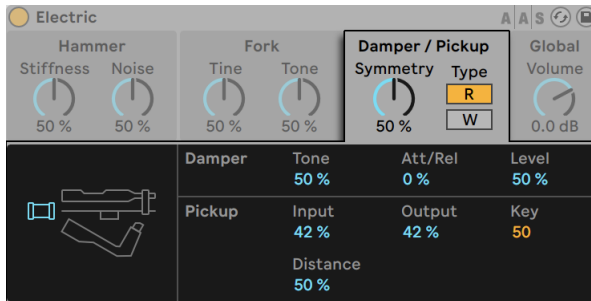 Electric A A S
Hammer Fork Damper / Pickup Global
Stiffness Noise Tine Tone Symmetry Type Volume
R
50 % 50 % 50 % 50 % 50 % W 0.0 dB
Damper Tone Att/Rel Level
50 % 0 % 50 %
Pickup Input Output Key
42 % 42 % 50
Distance
50 %